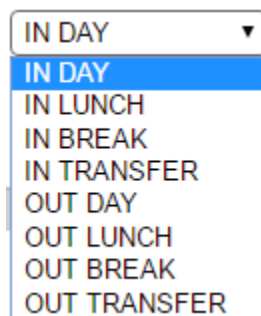 IN DAY
IN DAY
IN LUNCH
IN BREAK
IN TRANSFER
OUT DAY
OUT LUNCH
OUT BREAK
OUT TRANSFER